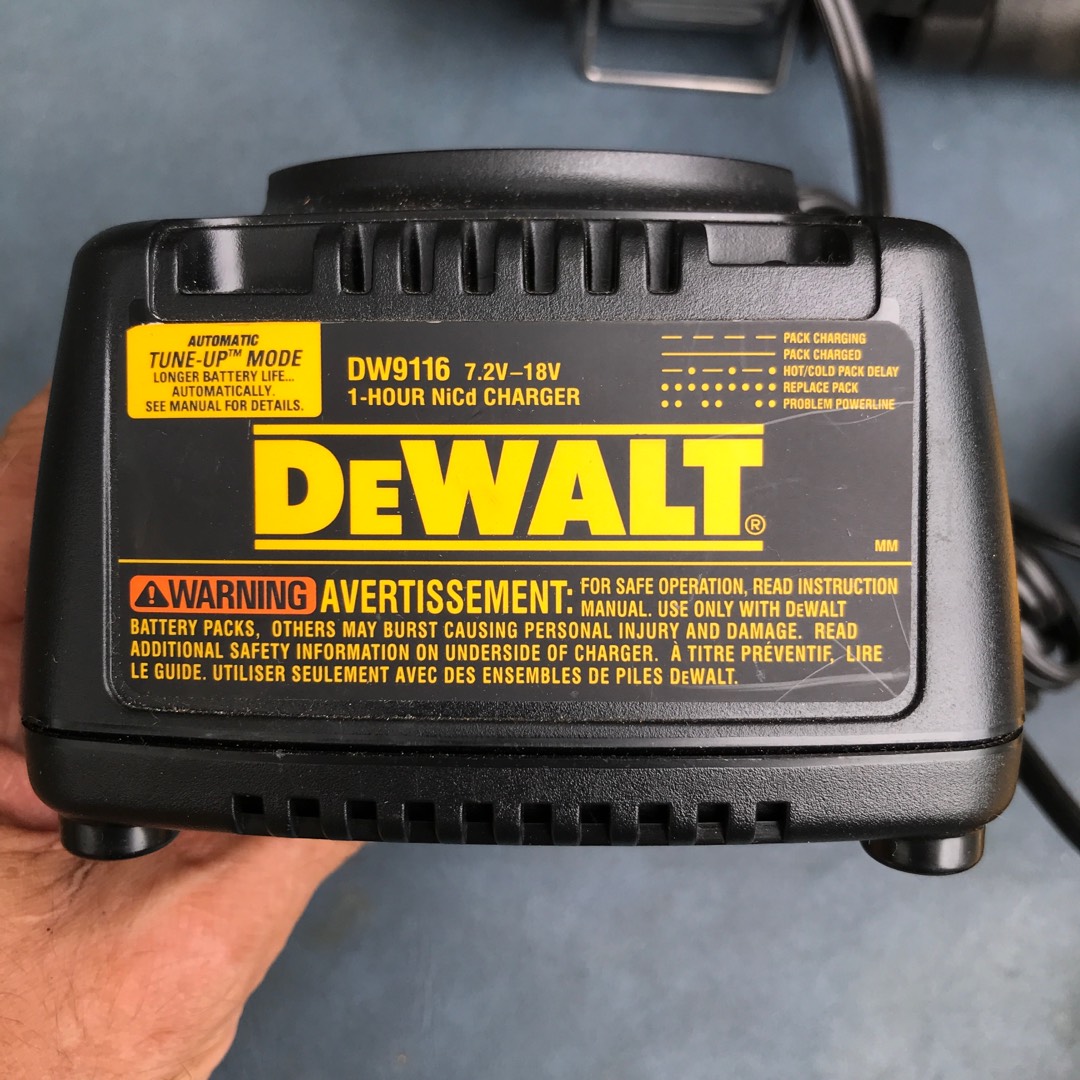 AUTOMATIC
TUNE-UP™ MODE
LONGER BATTERY LIFE...
AUTOMATICALLY.
SEE MANUAL FOR DETAILS.
DW9116 7.2V–18V
1-HOUR NiCd CHARGER
PACK CHARGING
PACK CHARGED
HOT/COLD PACK DELAY
REPLACE PACK
PROBLEM POWERLINE
DEWALT®
MM
WARNING AVERTISSEMENT: FOR SAFE OPERATION, READ INSTRUCTION
MANUAL. USE ONLY WITH DEWALT
BATTERY PACKS, OTHERS MAY BURST CAUSING PERSONAL INJURY AND DAMAGE. READ
ADDITIONAL SAFETY INFORMATION ON UNDERSIDE OF CHARGER. À TITRE PRÉVENTIF, LIRE
LE GUIDE. UTILISER SEULEMENT AVEC DES ENSEMBLES DE PILES DEWALT.